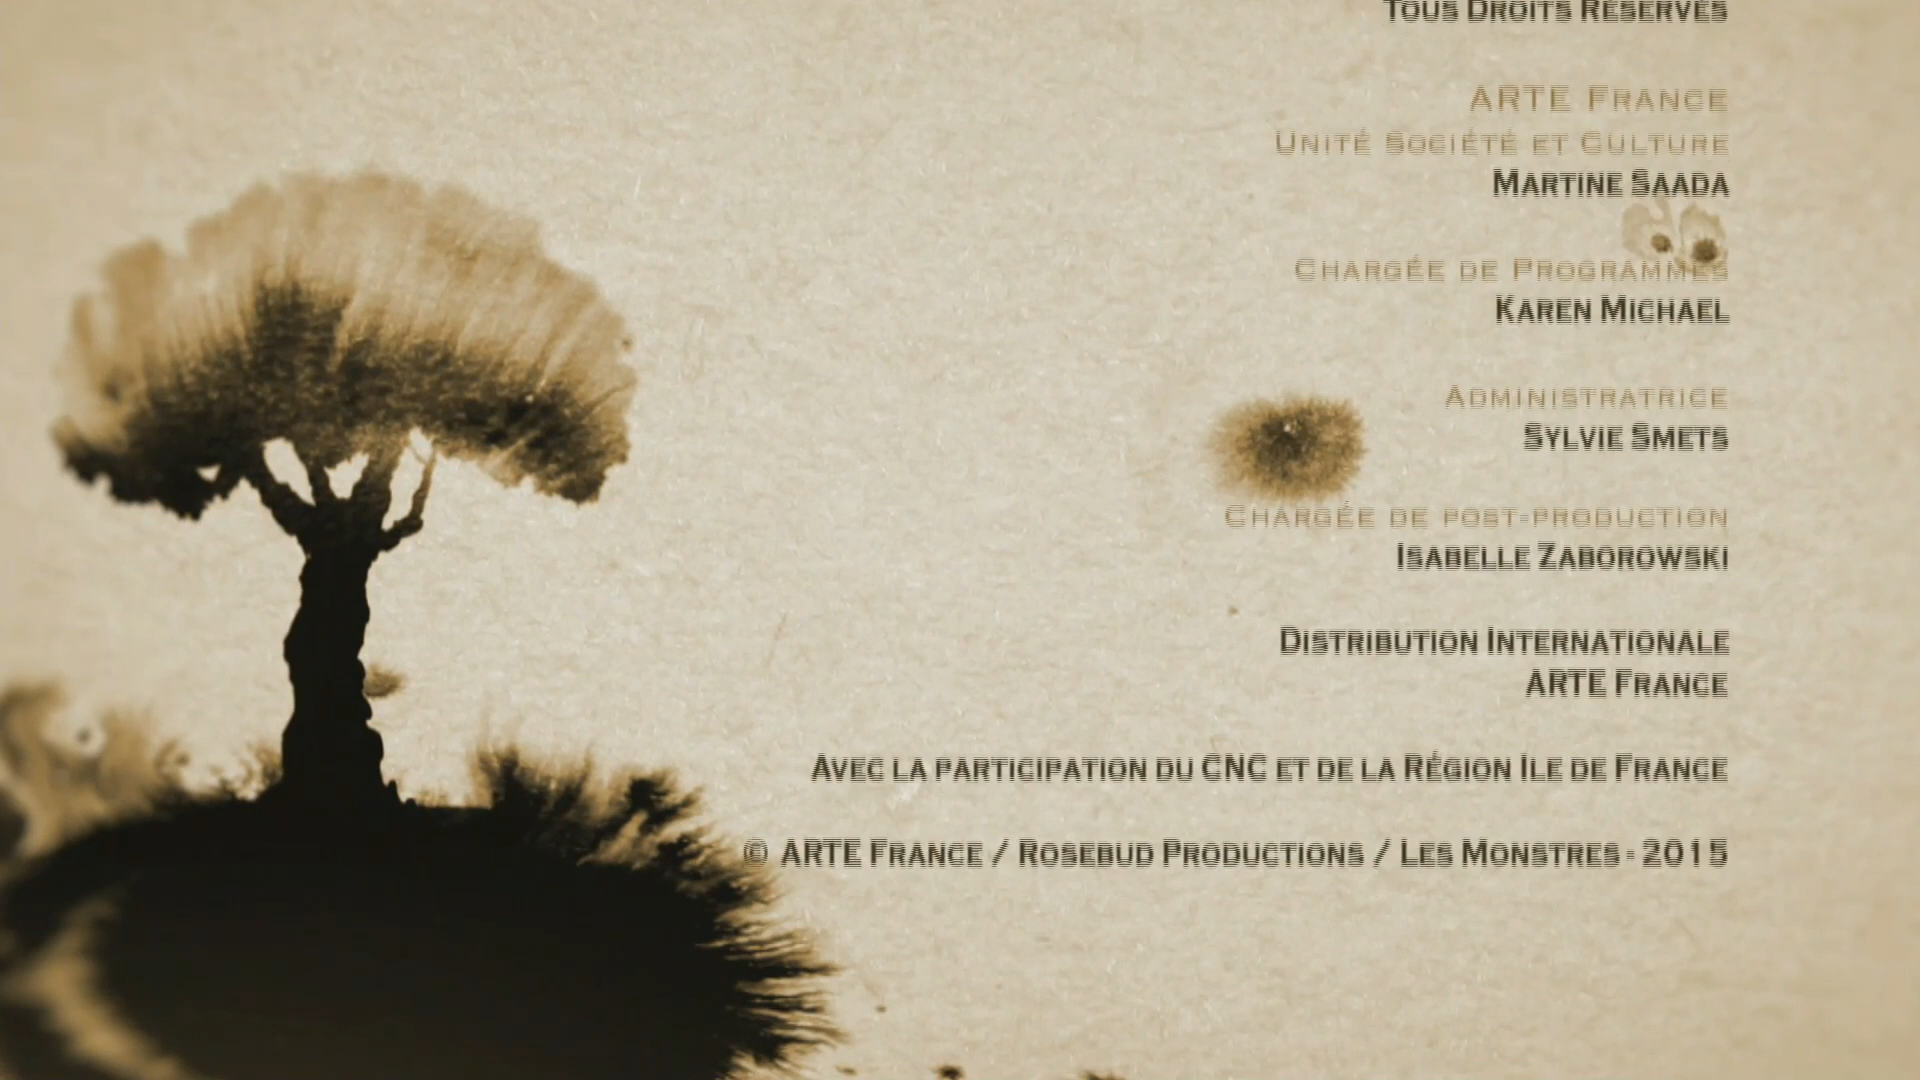 Tous Droits Réservés
ARTE France
Unité Société et Culture
Martine Saada
Chargée de Programmes
Karen Michael
Administratrice
Sylvie Smets
Chargée de post-production
Isabelle Zaborowski
Distribution Internationale
ARTE France
Avec la participation du CNC et de la Région Ile de France
© ARTE France / Rosebud Productions / Les Monstres - 2015